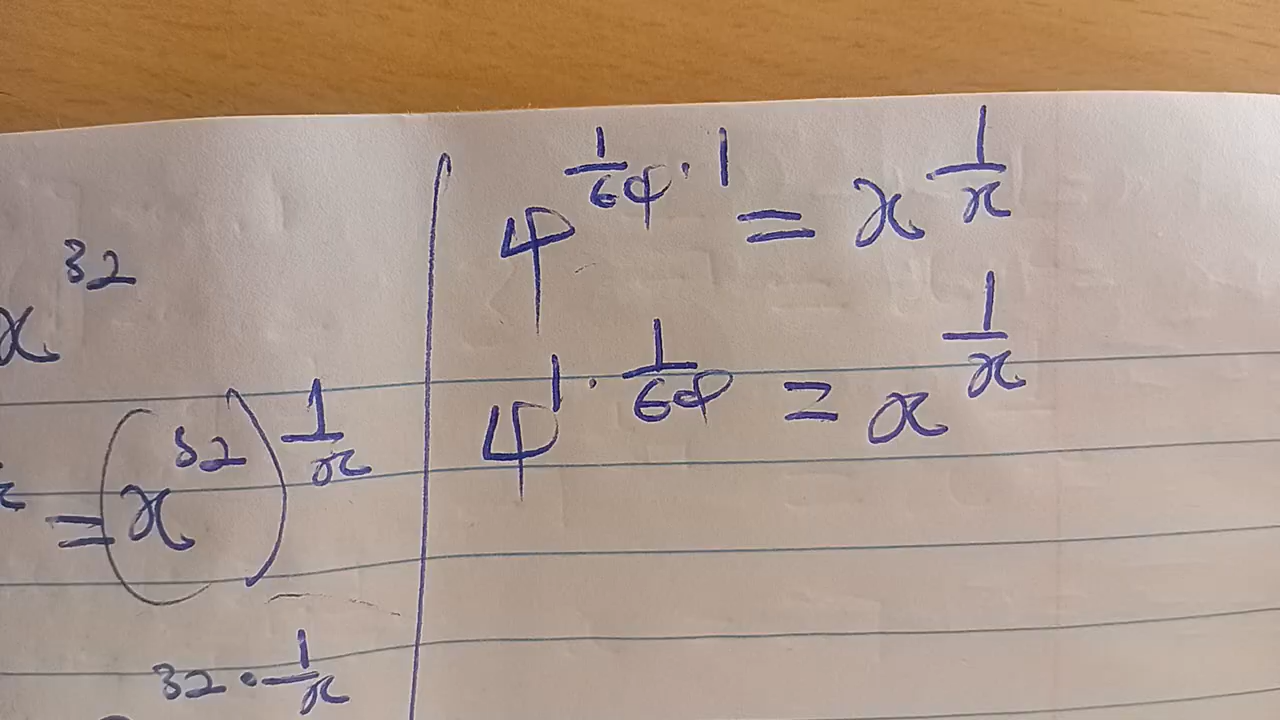 x^32
= (x^32)^(1/x)
32 · 1/x
4^(1/64 · 1) = x^(1/x)
4^(1 · 1/64) = x^(1/x)